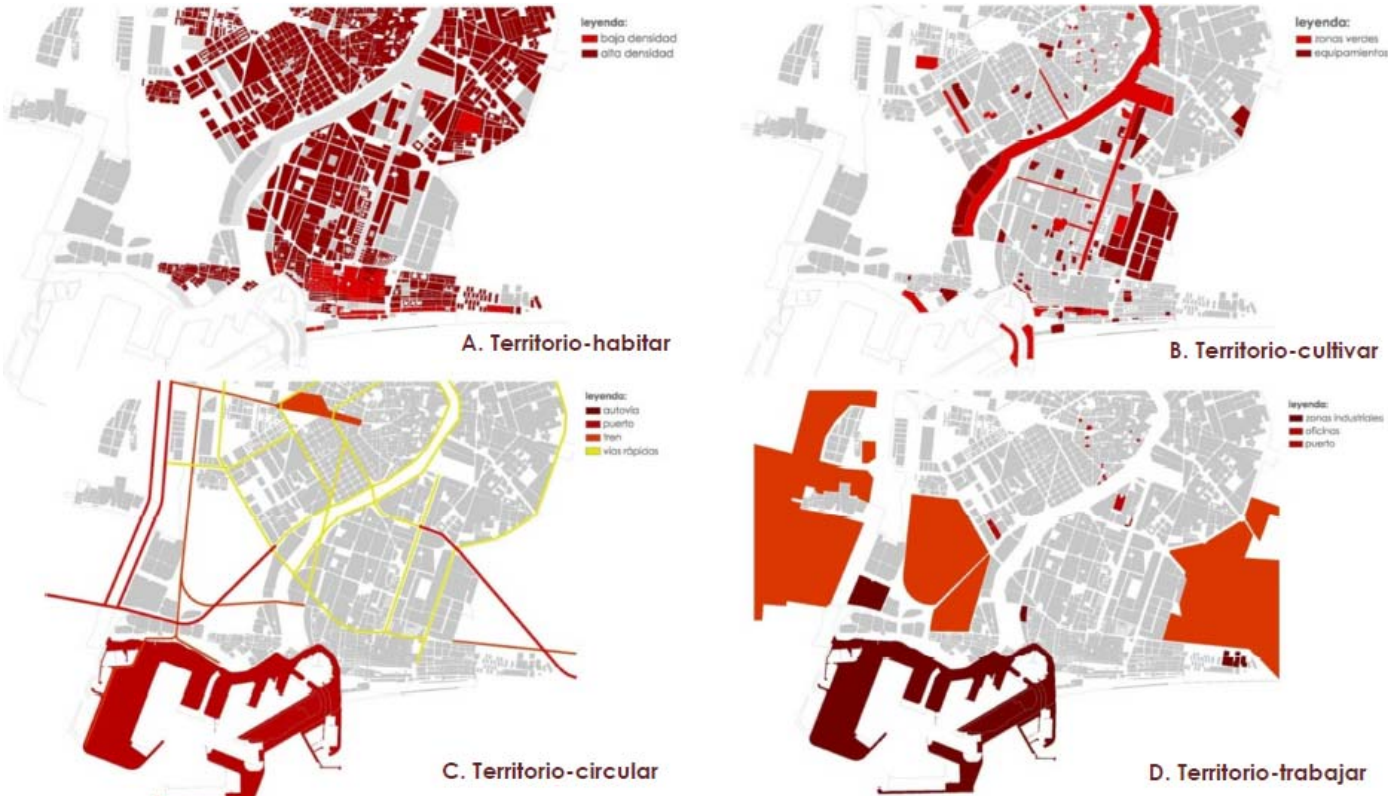 leyenda:
baja densidad
alta densidad
A. Territorio-habitar
leyenda:
zonas verdes
equipamientos
B. Territorio-cultivar
leyenda:
autovía
puerto
tren
vías rápidas
C. Territorio-circular
leyenda:
zonas industriales
oficinas
puerto
D. Territorio-trabajar